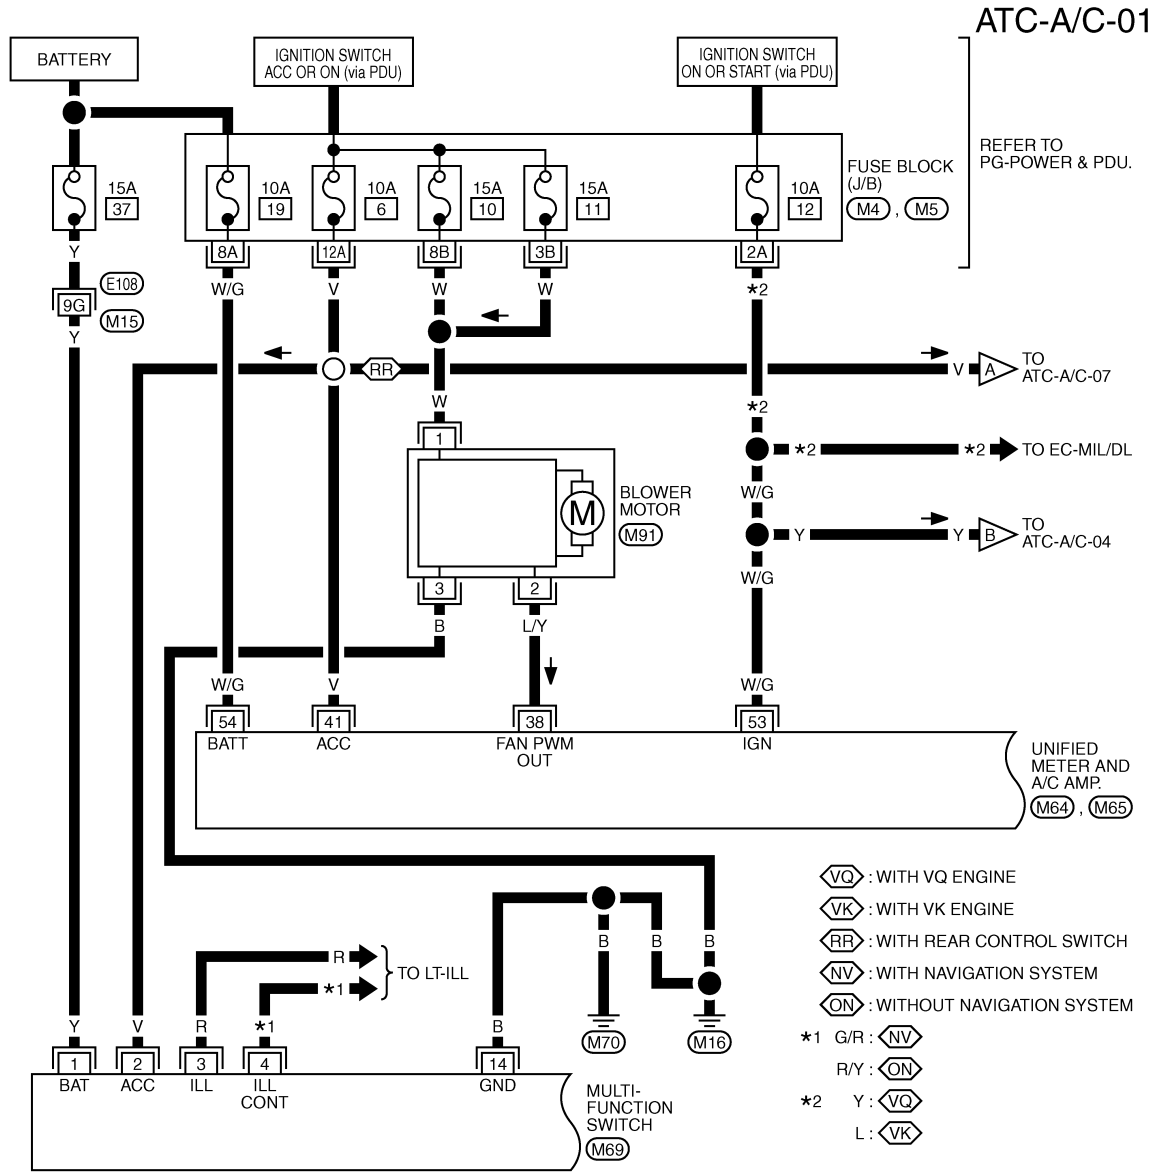 ATC-A/C-01
BATTERY
IGNITION SWITCH
ACC OR ON (via PDU)
IGNITION SWITCH
ON OR START (via PDU)
REFER TO
PG-POWER & PDU.
FUSE BLOCK
(J/B)
M4 , M5
15A
37
10A
19
10A
6
15A
10
15A
11
10A
12
8A
12A
8B
3B
2A
Y
W/G
V
W
W
*2
E108
9G
M15
Y
RR
V
A
TO
ATC-A/C-07
W
*2
1
*2
*2
TO EC-MIL/DL
W/G
BLOWER
MOTOR
M91
M
Y
Y
B
TO
ATC-A/C-04
W/G
3
2
B
L/Y
W/G
V
W/G
54
41
38
53
BATT
ACC
FAN PWM
OUT
IGN
UNIFIED
METER AND
A/C AMP.
M64 , M65
VQ : WITH VQ ENGINE
VK : WITH VK ENGINE
RR : WITH REAR CONTROL SWITCH
NV : WITH NAVIGATION SYSTEM
ON : WITHOUT NAVIGATION SYSTEM
*1 G/R : NV
R/Y : ON
*2 Y : VQ
L : VK
B
B
B
R
TO LT-ILL
*1
Y
V
R
*1
B
M70
M16
1
2
3
4
14
BAT
ACC
ILL
ILL
CONT
GND
MULTI-
FUNCTION
SWITCH
M69